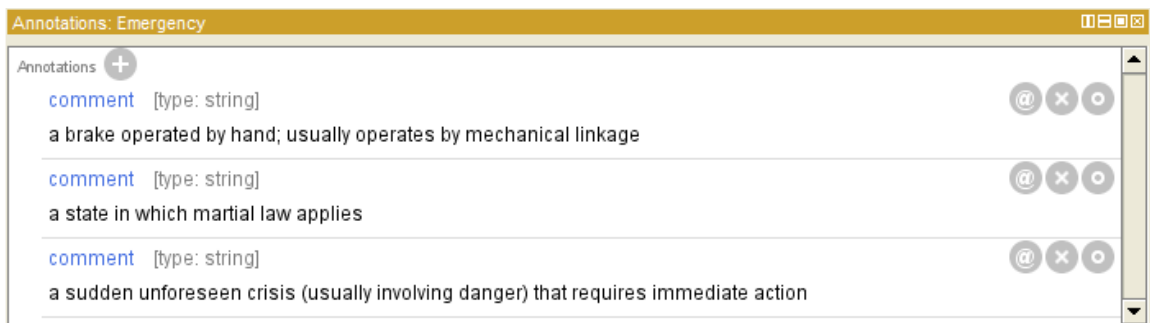 Annotations: Emergency
Annotations
comment [type: string]
a brake operated by hand; usually operates by mechanical linkage
comment [type: string]
a state in which martial law applies
comment [type: string]
a sudden unforeseen crisis (usually involving danger) that requires immediate action